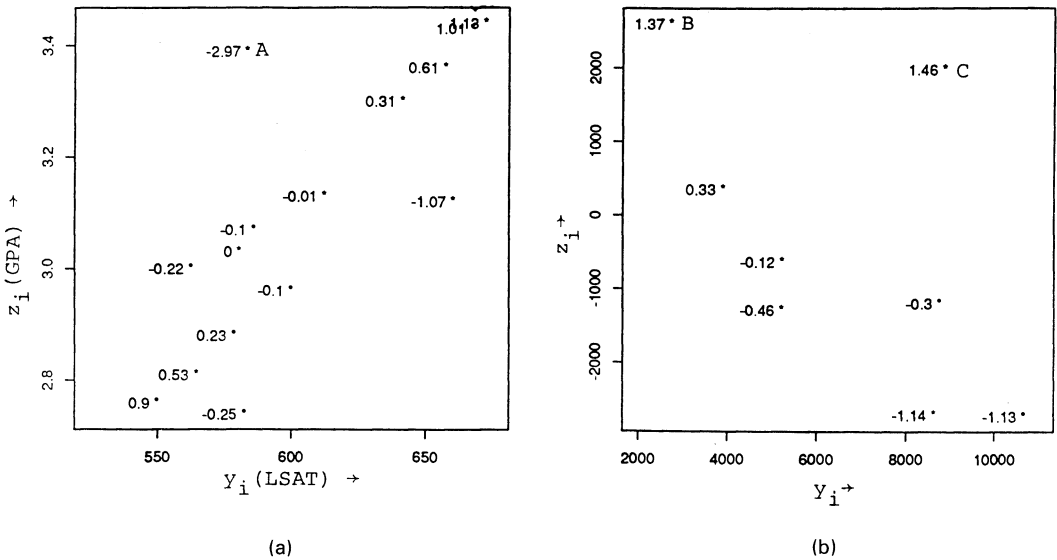 3.4
3.2
3.0
2.8
z_i (GPA) →
-2.97 A
1.01
0.61
0.31
-0.01
-1.07
-0.1
0
-0.22
-0.1
0.23
0.53
0.9
-0.25
550 600 650
y_i (LSAT) →
(a)
2000
1000
0
-1000
-2000
z_i →
1.37 B
1.46 C
0.33
-0.12
-0.46
-0.3
-1.14
-1.13
2000 4000 6000 8000 10000
y_i →
(b)